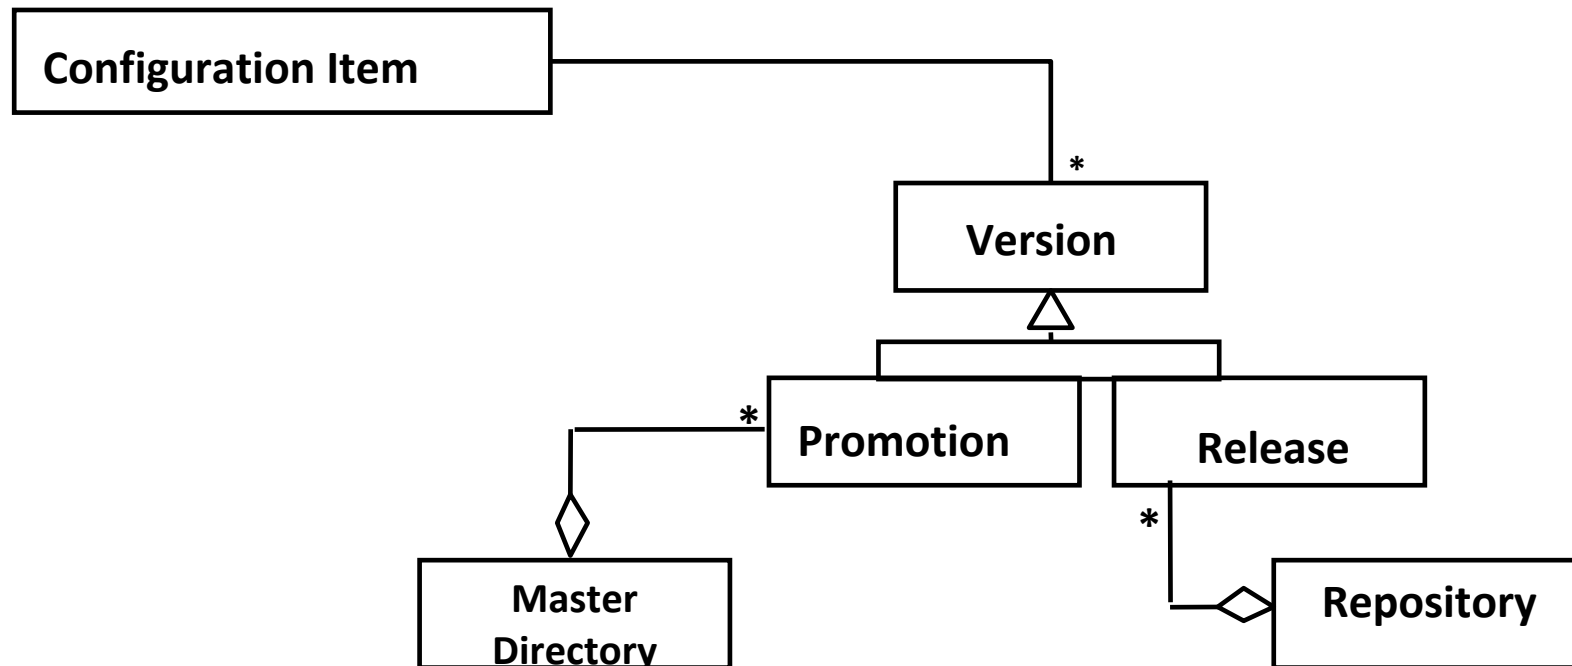 Configuration Item
*
Version
*
Promotion
Release
*
Master
Directory
Repository